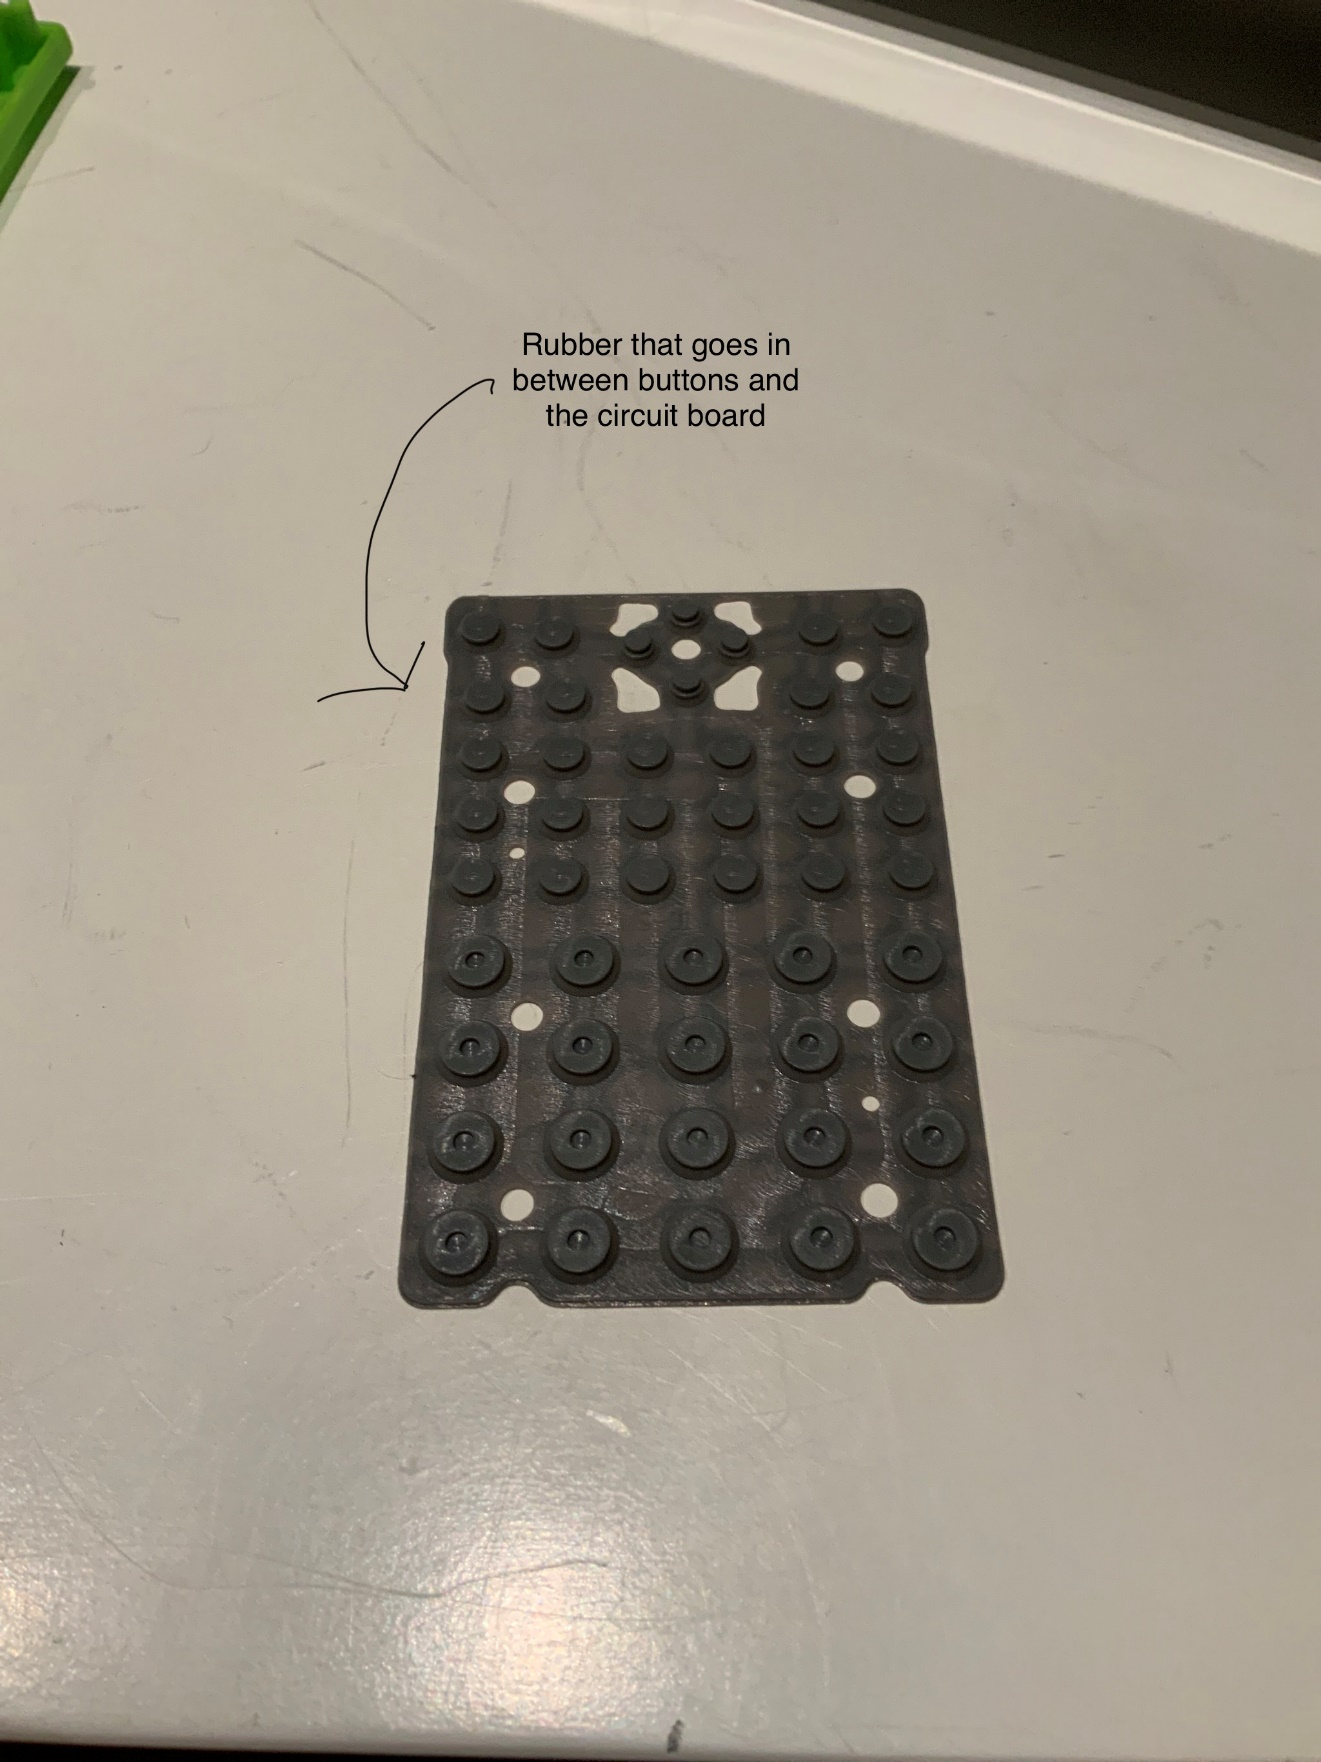 Rubber that goes in
between buttons and
the circuit board